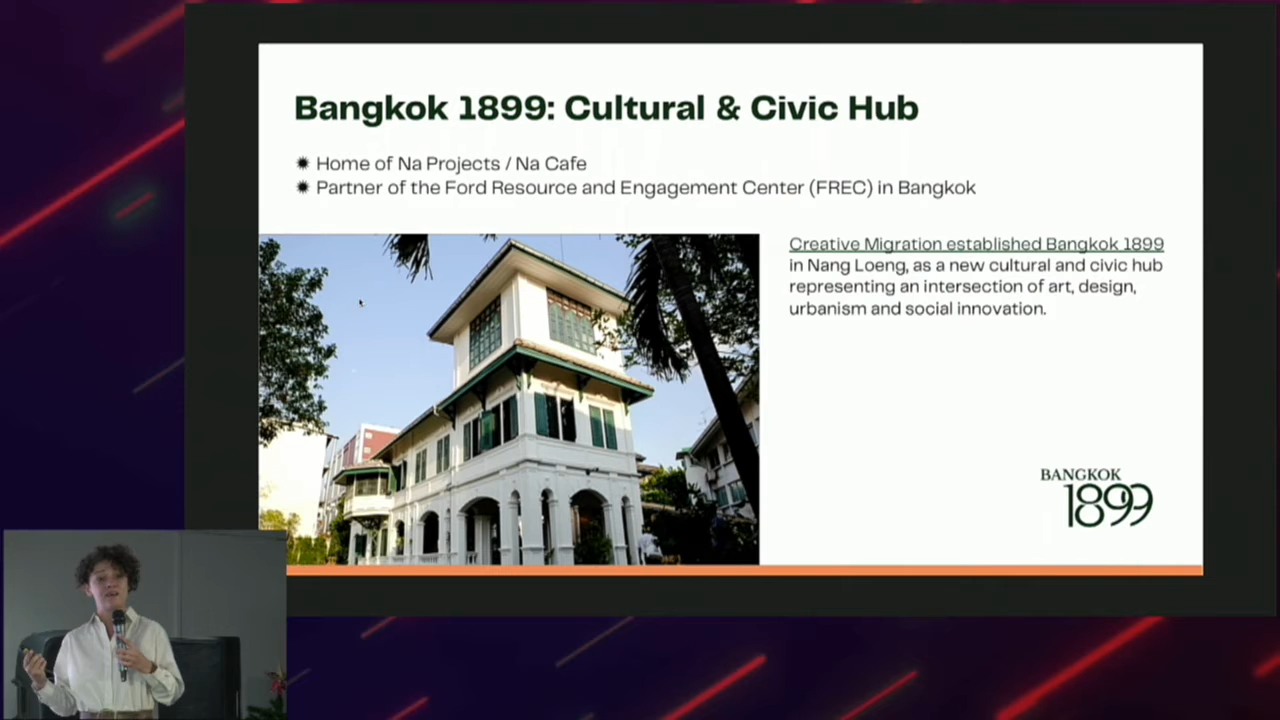 Bangkok 1899: Cultural & Civic Hub
✹ Home of Na Projects / Na Cafe
✹ Partner of the Ford Resource and Engagement Center (FREC) in Bangkok
Creative Migration established Bangkok 1899
in Nang Loeng, as a new cultural and civic hub
representing an intersection of art, design,
urbanism and social innovation.
BANGKOK
1899